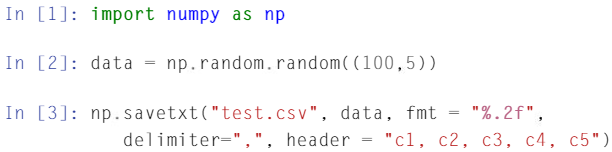 In [1]: import numpy as np
In [2]: data = np.random.random((100,5))
In [3]: np.savetxt("test.csv", data, fmt = "%.2f",
delimiter=",", header = "c1, c2, c3, c4, c5")